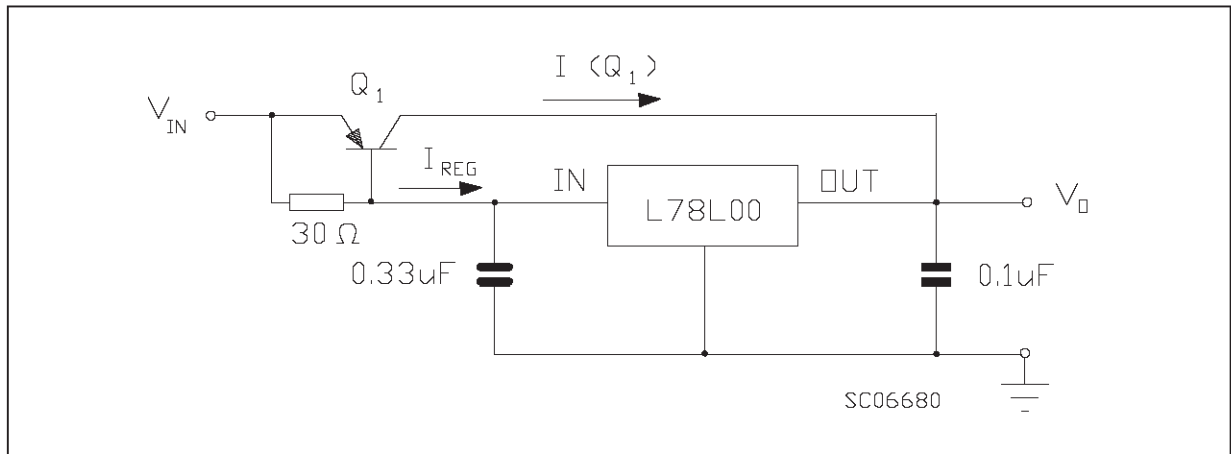 I (Q1)
Q1
VIN
IREG
IN
OUT
L78L00
VO
30 Ω
0.33uF
0.1uF
SC06680